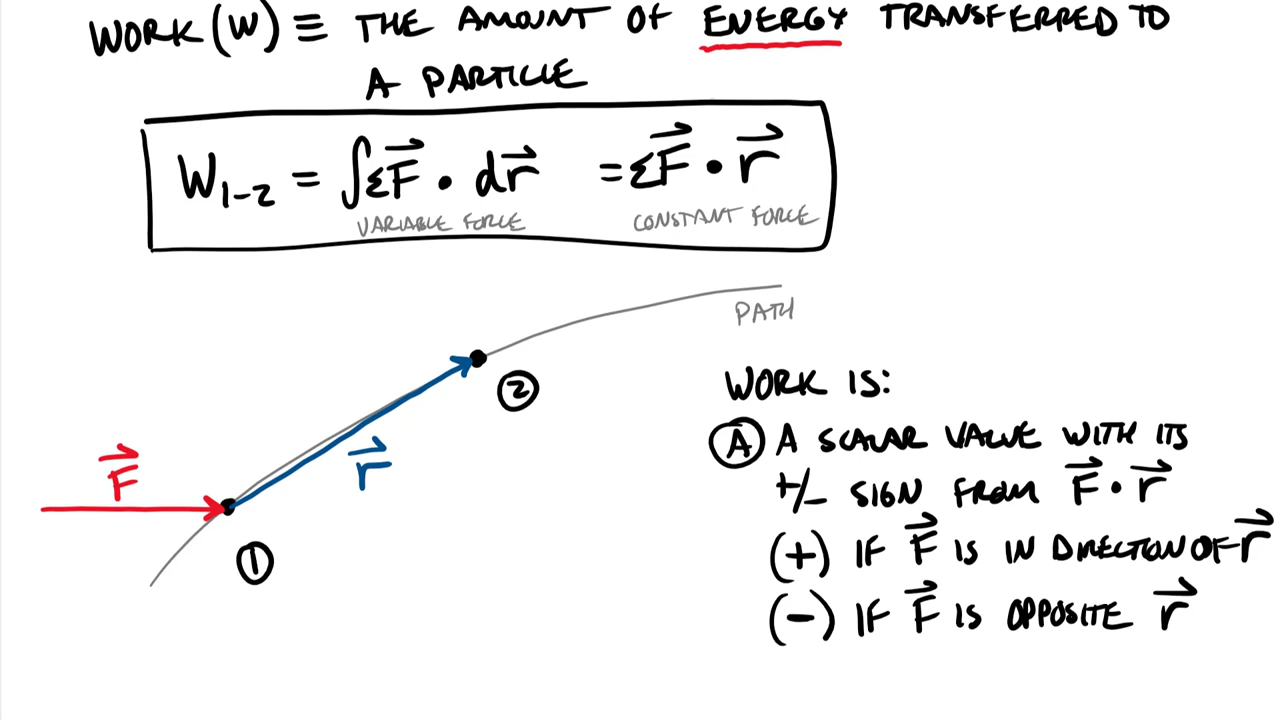 WORK (W) ≡ THE AMOUNT OF ENERGY TRANSFERRED TO
A PARTICLE
W₁₋₂ = ∫ΣF⃗ • dr⃗ = ΣF⃗ • r⃗
VARIABLE FORCE CONSTANT FORCE
PATH
②
F⃗
r⃗
①
WORK IS:
Ⓐ A SCALAR VALUE WITH ITS
+/- SIGN FROM F⃗ • r⃗
(+) IF F⃗ IS IN DIRECTION OF r⃗
(-) IF F⃗ IS OPPOSITE r⃗